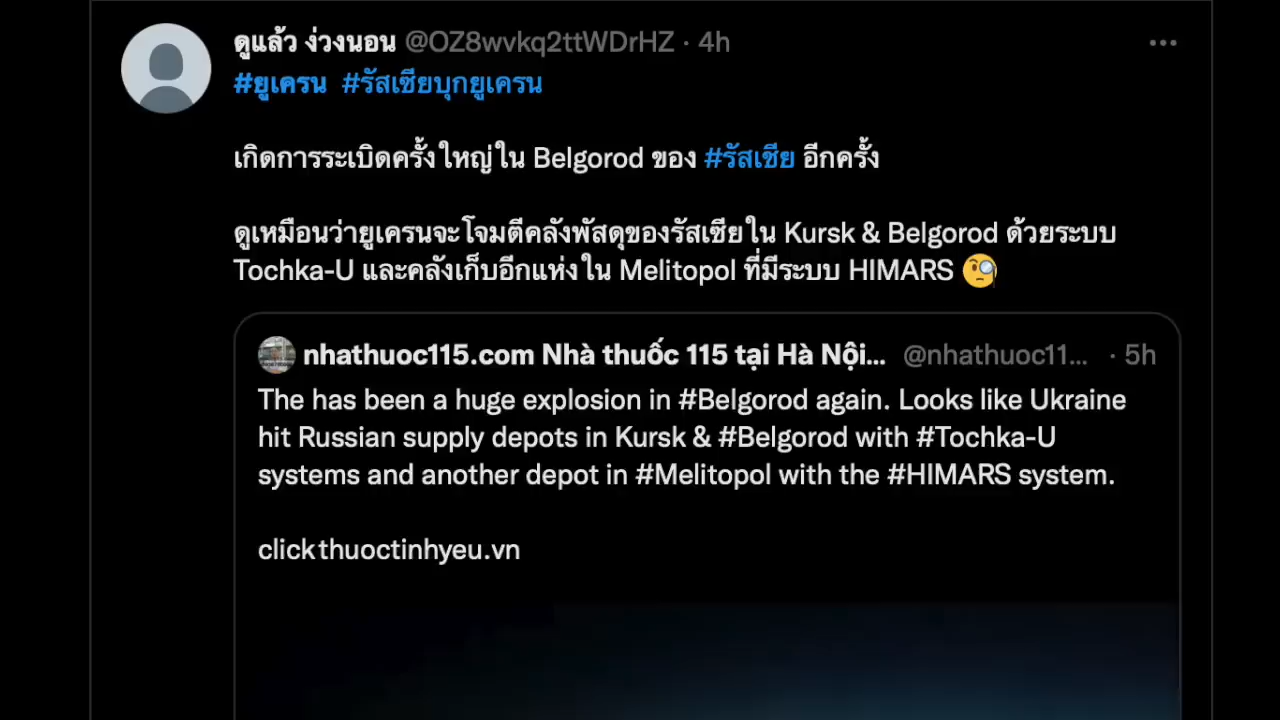 ดูแล้ว ง่วงนอน @OZ8wvkq2ttWDrHZ · 4h
#ยูเครน #รัสเซียบุกยูเครน
เกิดการระเบิดครั้งใหญ่ใน Belgorod ของ #รัสเซีย อีกครั้ง
ดูเหมือนว่ายูเครนจะโจมตีคลังพัสดุของรัสเซียใน Kursk & Belgorod ด้วยระบบ
Tochka-U และคลังเก็บอีกแห่งใน Melitopol ที่มีระบบ HIMARS 🧐
nhathuoc115.com Nhà thuốc 115 tại Hà Nội... @nhathuoc11... · 5h
The has been a huge explosion in #Belgorod again. Looks like Ukraine
hit Russian supply depots in Kursk & #Belgorod with #Tochka-U
systems and another depot in #Melitopol with the #HIMARS system.
clickthuoctinhyeu.vn